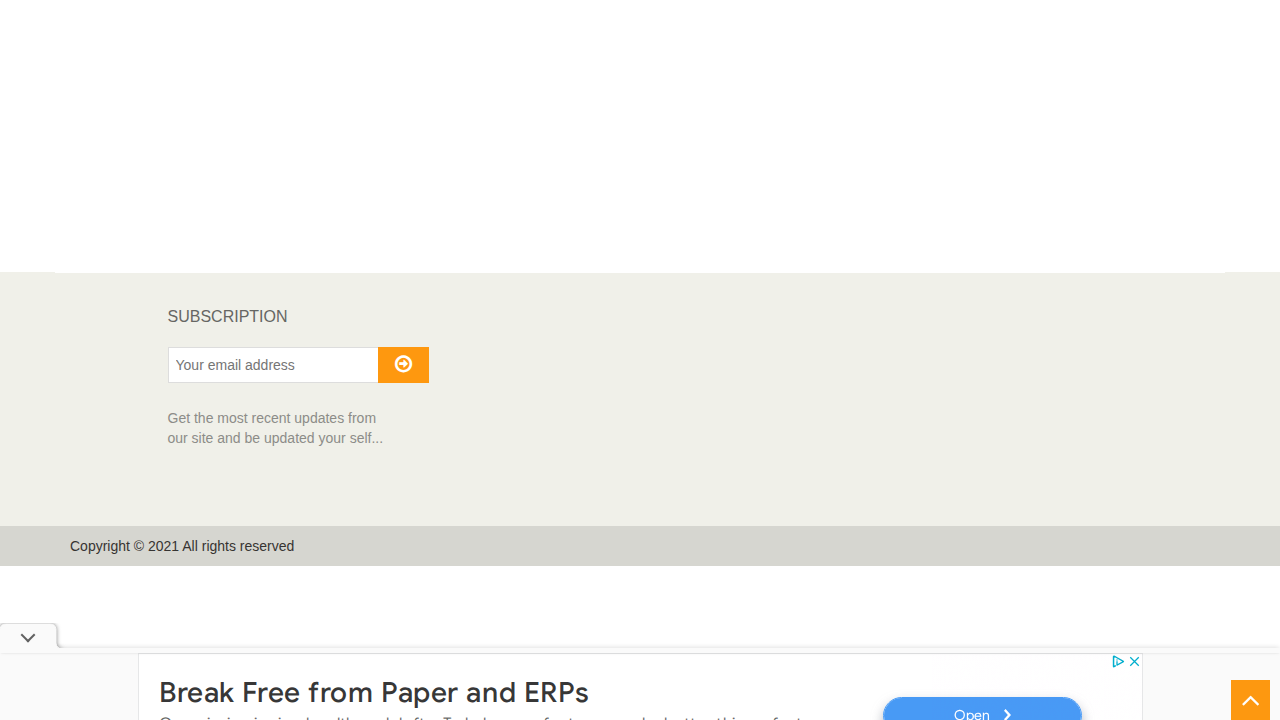 SUBSCRIPTION
Your email address
Get the most recent updates from
our site and be updated your self...
Copyright © 2021 All rights reserved
Break Free from Paper and ERPs
Open